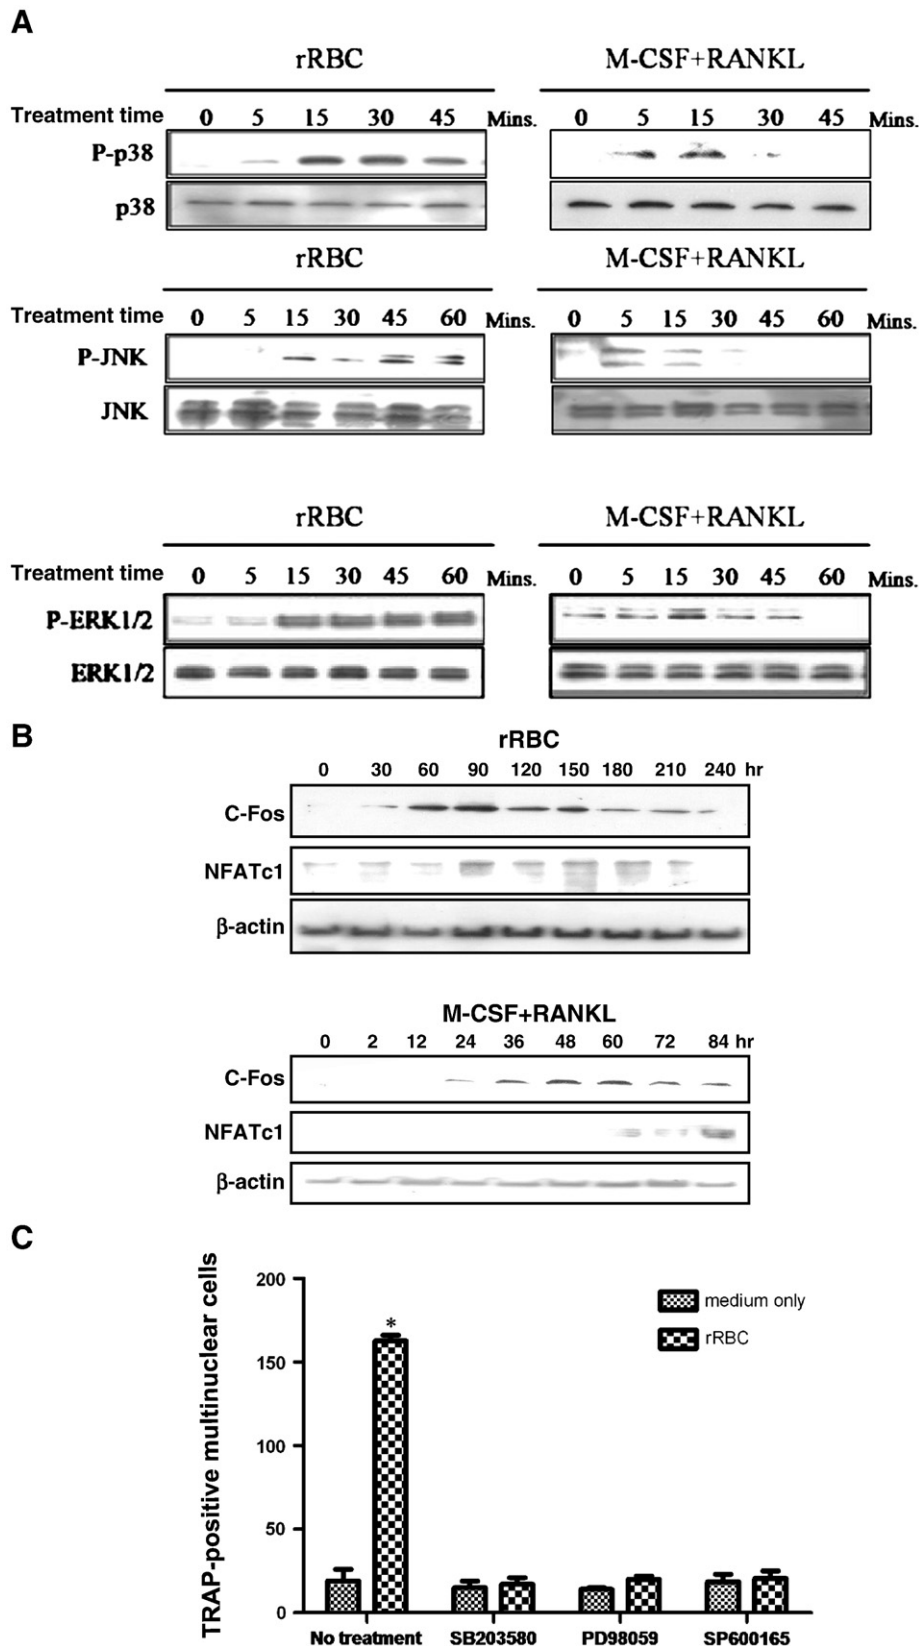 A
rRBC M-CSF+RANKL
Treatment time 0 5 15 30 45 Mins. 0 5 15 30 45 Mins.
P-p38
p38
rRBC M-CSF+RANKL
Treatment time 0 5 15 30 45 60 Mins. 0 5 15 30 45 60 Mins.
P-JNK
JNK
rRBC M-CSF+RANKL
Treatment time 0 5 15 30 45 60 Mins. 0 5 15 30 45 60 Mins.
P-ERK1/2
ERK1/2
B
rRBC
0 30 60 90 120 150 180 210 240 hr
C-Fos
NFATc1
β-actin
M-CSF+RANKL
0 2 12 24 36 48 60 72 84 hr
C-Fos
NFATc1
β-actin
C
TRAP-positive multinuclear cells
200
150
100
50
0
*
medium only
rRBC
No treatment SB203580 PD98059 SP600165